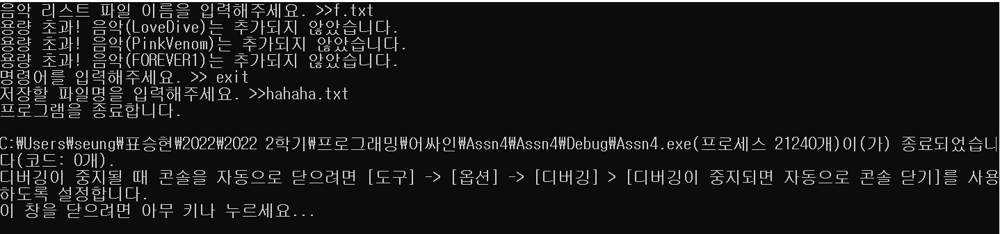 음악 리스트 파일 이름을 입력해주세요. >>f.txt
용량 초과! 음악(LoveDive)는 추가되지 않았습니다.
용량 초과! 음악(PinkVenom)는 추가되지 않았습니다.
용량 초과! 음악(FOREVER1)는 추가되지 않았습니다.
명령어를 입력해주세요. >> exit
저장할 파일명을 입력해주세요. >>hahaha.txt
프로그램을 종료합니다.
C:₩Users₩seung₩표승현₩2022₩2022 2학기₩프로그래밍₩어싸인₩Assn4₩Assn4₩Debug₩Assn4.exe(프로세스 21240개)이(가) 종료되었습니
다(코드: 0개).
디버깅이 중지될 때 콘솔을 자동으로 닫으려면 [도구] -> [옵션] -> [디버깅] > [디버깅이 중지되면 자동으로 콘솔 닫기]를 사용
하도록 설정합니다.
이 창을 닫으려면 아무 키나 누르세요...